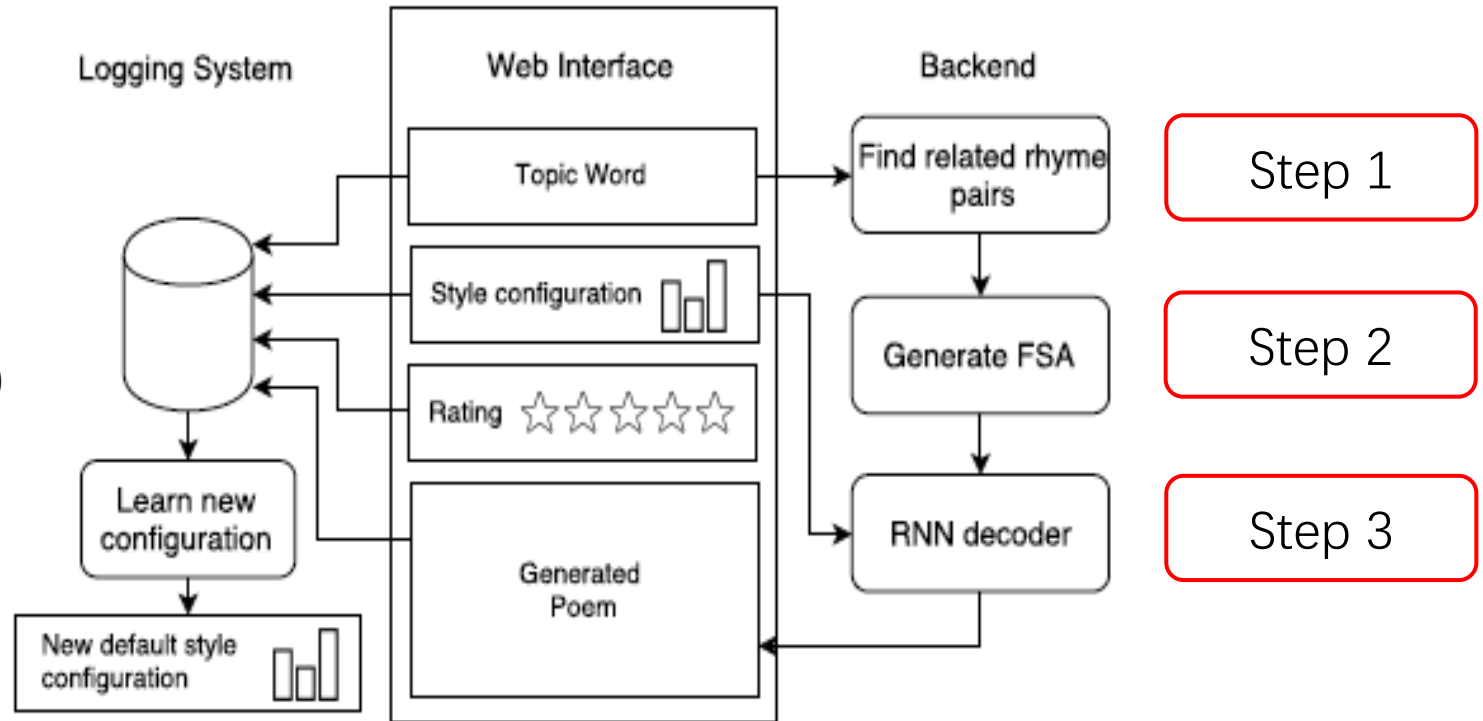 Logging System
Web Interface
Backend
Topic Word
Find related rhyme
pairs
Step 1
Style configuration
Generate FSA
Step 2
Rating
Learn new
configuration
RNN decoder
Step 3
Generated
Poem
New default style
configuration